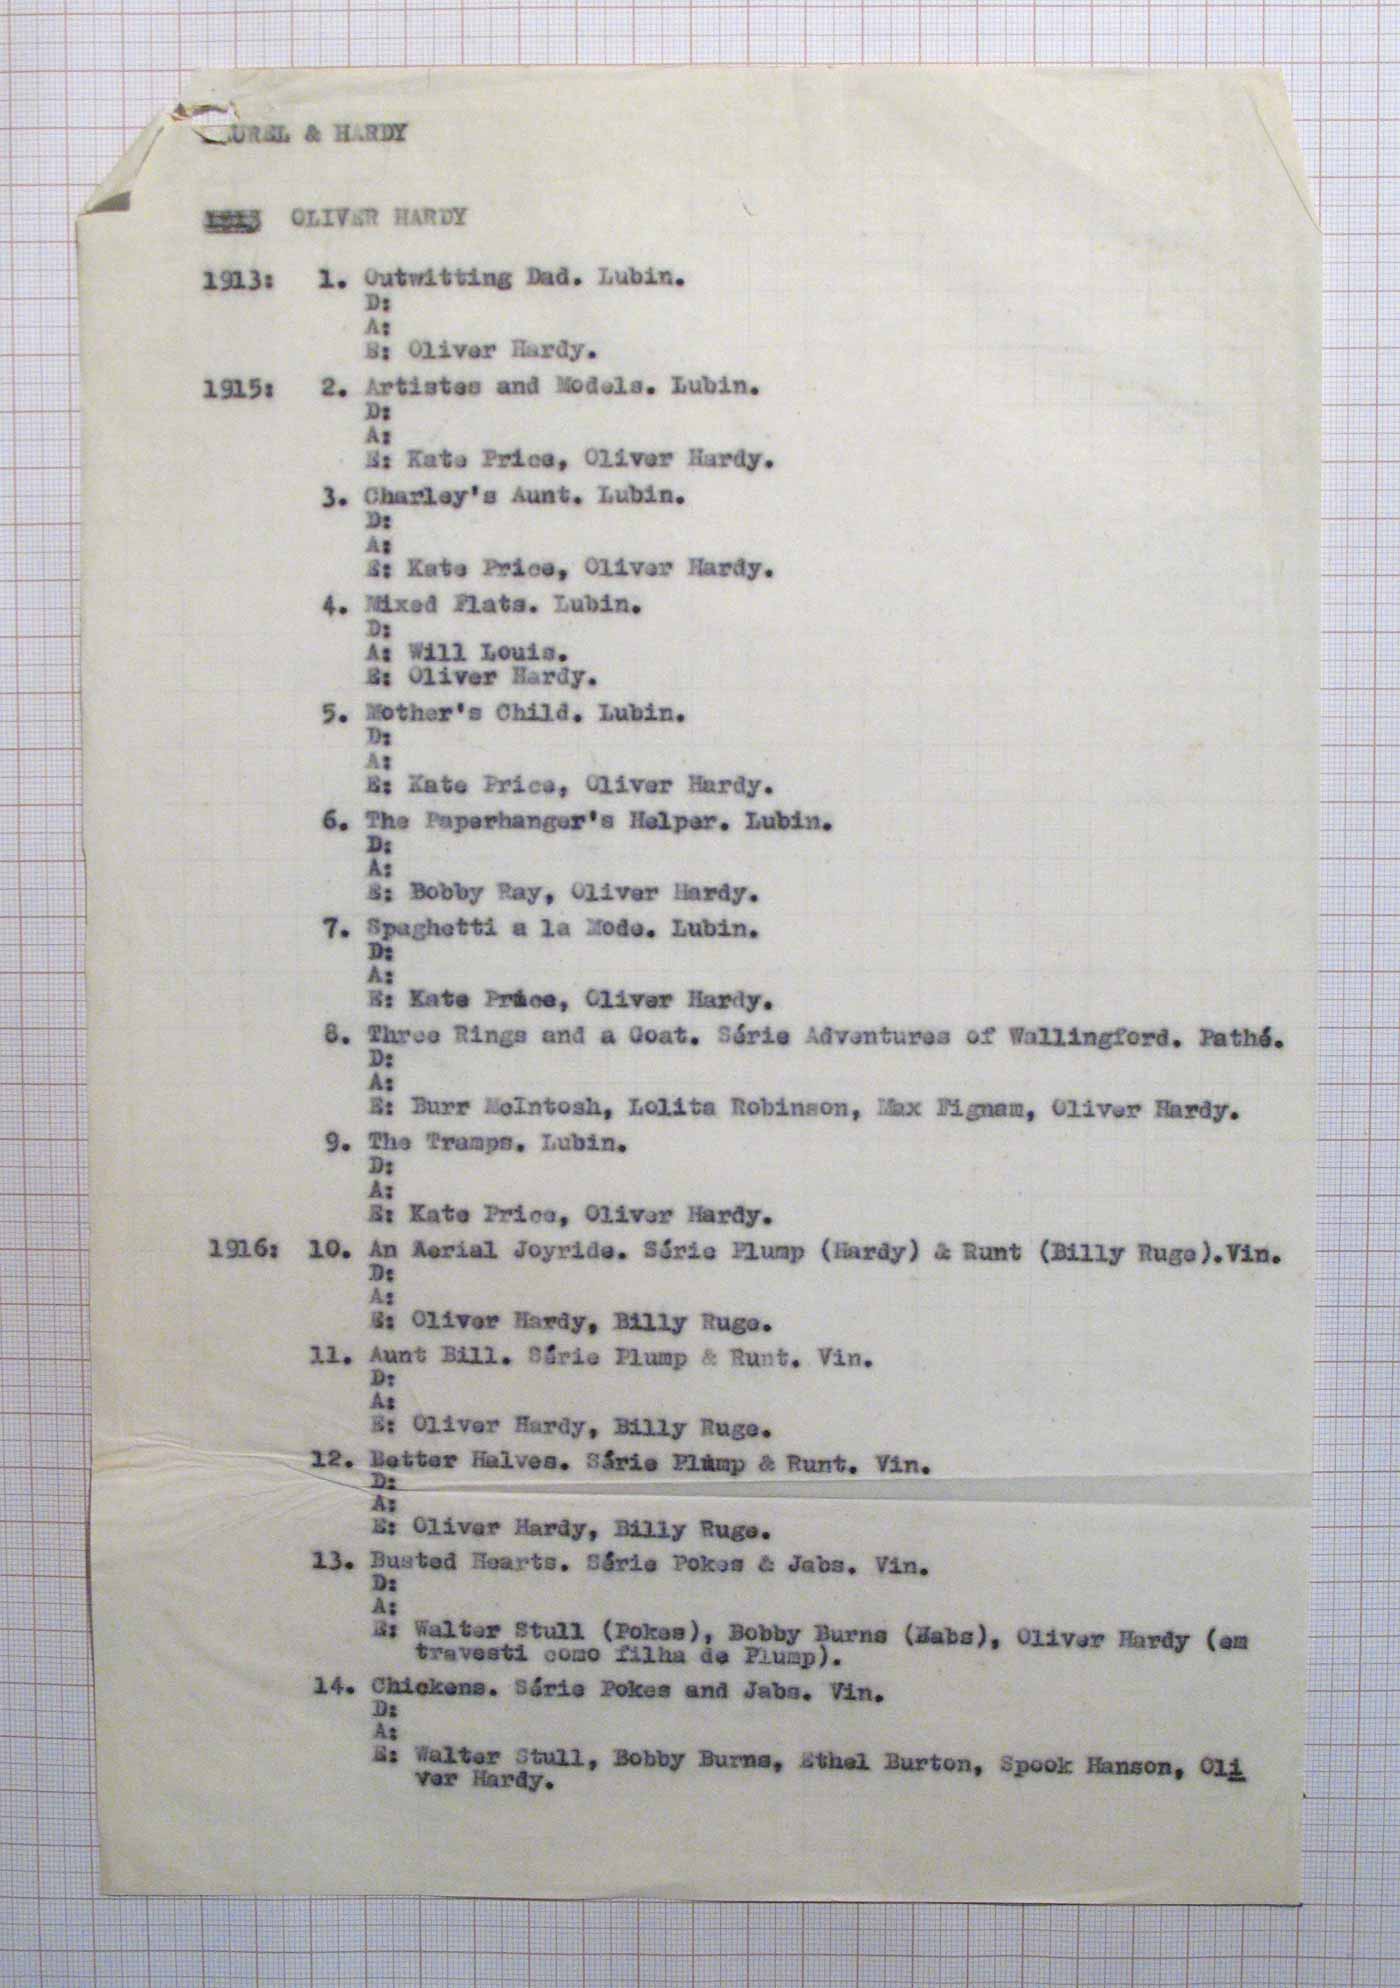 LAUREL & HARDY
1913 OLIVER HARDY
1913: 1. Outwitting Dad. Lubin.
D:
A:
E: Oliver Hardy.
1915: 2. Artistes and Models. Lubin.
D:
A:
E: Kate Price, Oliver Hardy.
3. Charley's Aunt. Lubin.
D:
A:
E: Kate Price, Oliver Hardy.
4. Mixed Flats. Lubin.
D:
A: Will Louis.
E: Oliver Hardy.
5. Mother's Child. Lubin.
D:
A:
E: Kate Price, Oliver Hardy.
6. The Paperhanger's Helper. Lubin.
D:
A:
E: Bobby Ray, Oliver Hardy.
7. Spaghetti a la Mode. Lubin.
D:
A:
E: Kate Price, Oliver Hardy.
8. Three Rings and a Goat. Série Adventures of Wallingford. Pathé.
D:
A:
E: Burr McIntosh, Lolita Robinson, Max Fignam, Oliver Hardy.
9. The Tramps. Lubin.
D:
A:
E: Kate Price, Oliver Hardy.
1916: 10. An Aerial Joyride. Série Plump (Hardy) & Runt (Billy Ruge).Vin.
D:
A:
E: Oliver Hardy, Billy Ruge.
11. Aunt Bill. Série Plump & Runt. Vin.
D:
A:
E: Oliver Hardy, Billy Ruge.
12. Better Halves. Série Plump & Runt. Vin.
D:
A:
E: Oliver Hardy, Billy Ruge.
13. Busted Hearts. Série Pokes & Jabs. Vin.
D:
A:
E: Walter Stull (Pokes), Bobby Burns (Jabs), Oliver Hardy (em
travesti como filha de Plump).
14. Chickens. Série Pokes and Jabs. Vin.
D:
A:
E: Walter Stull, Bobby Burns, Ethel Burton, Spook Hanson, Oli
ver Hardy.